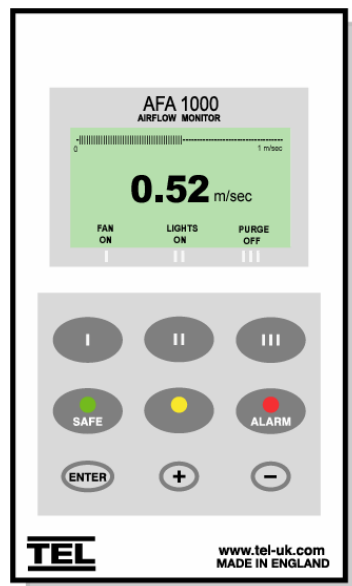 AFA 1000
AIRFLOW MONITOR
0 1 m/sec
0.52 m/sec
FAN LIGHTS PURGE
ON ON OFF
I II III
I II III
SAFE ALARM
ENTER + −
TEL www.tel-uk.com
MADE IN ENGLAND